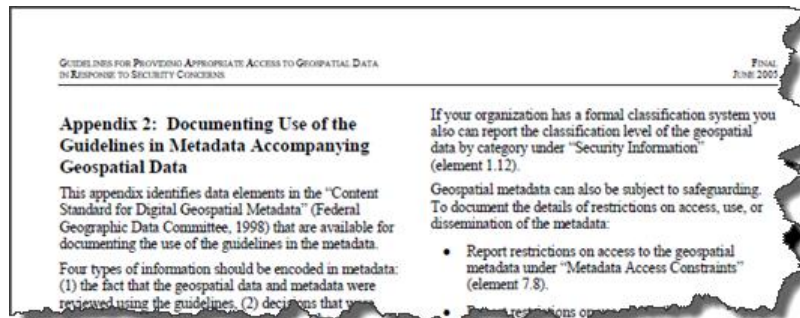 GUIDELINES FOR PROVIDING APPROPRIATE ACCESS TO GEOSPATIAL DATA
IN RESPONSE TO SECURITY CONCERNS
FINAL
JUNE 2005
Appendix 2: Documenting Use of the
Guidelines in Metadata Accompanying
Geospatial Data
This appendix identifies data elements in the “Content
Standard for Digital Geospatial Metadata” (Federal
Geographic Data Committee, 1998) that are available for
documenting the use of the guidelines in the metadata.
Four types of information should be encoded in metadata:
(1) the fact that the geospatial data and metadata were
reviewed using the guidelines, (2) decisions that were
If your organization has a formal classification system you
also can report the classification level of the geospatial
data by category under “Security Information”
(element 1.12).
Geospatial metadata can also be subject to safeguarding.
To document the details of restrictions on access, use, or
dissemination of the metadata:
• Report restrictions on access to the geospatial
metadata under “Metadata Access Constraints”
(element 7.8).
• restrictions on